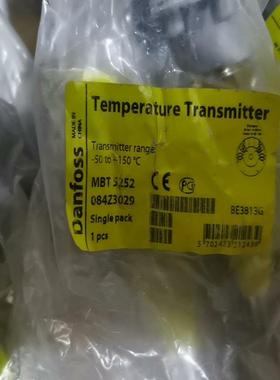 Temperature Transmitter
Danfoss
MADE IN
CHINA
Transmitter range
-50 to +150 °C
MBT 5252
CE
084Z3029
8E3813G
Single pack
1 pcs